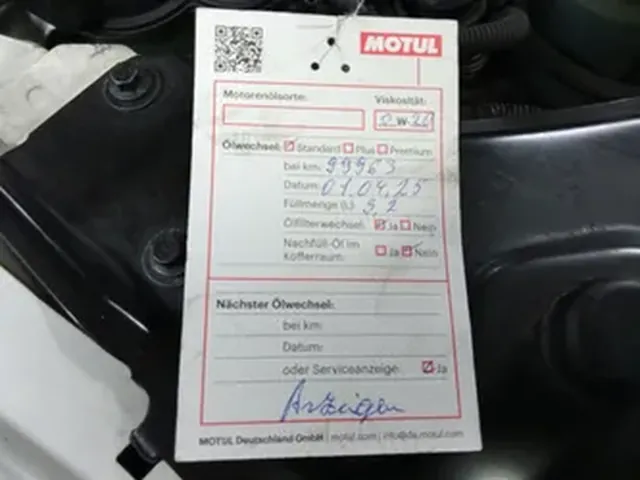 MOTUL
Motorenölsorte:
Viskosität:
0 W-20
Ölwechsel: Standard Plus Premium
bei km: 99963
Datum: 01.04.25
Füllmenge (L) 5,2
Ölfilterwechsel: Ja Nein
Nachfüll-Öl im
Kofferraum: Ja Nein
Nächster Ölwechsel:
bei km:
Datum:
oder Serviceanzeige: Ja
Anzeigen
MOTUL Deutschland GmbH | motul.com | info@de.motul.com